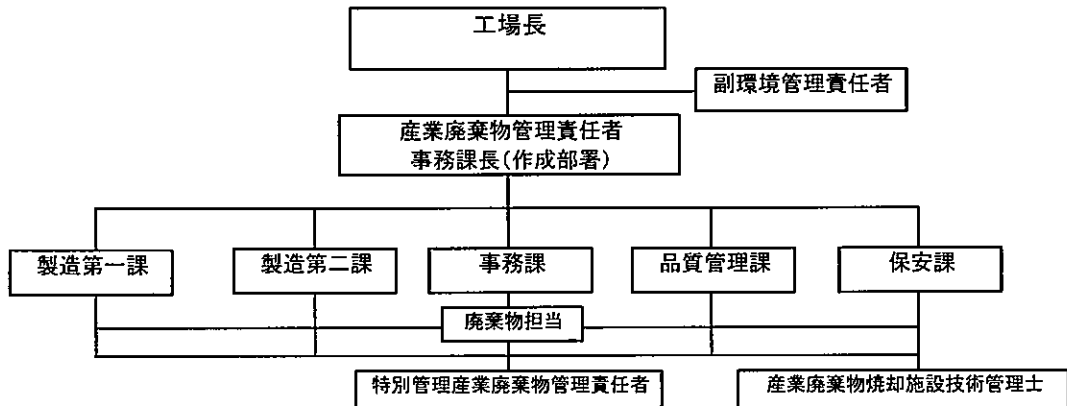 工場長
副環境管理責任者
産業廃棄物管理責任者
事務課長(作成部署)
製造第一課
製造第二課
事務課
品質管理課
保安課
廃棄物担当
特別管理産業廃棄物管理責任者
産業廃棄物焼却施設技術管理士